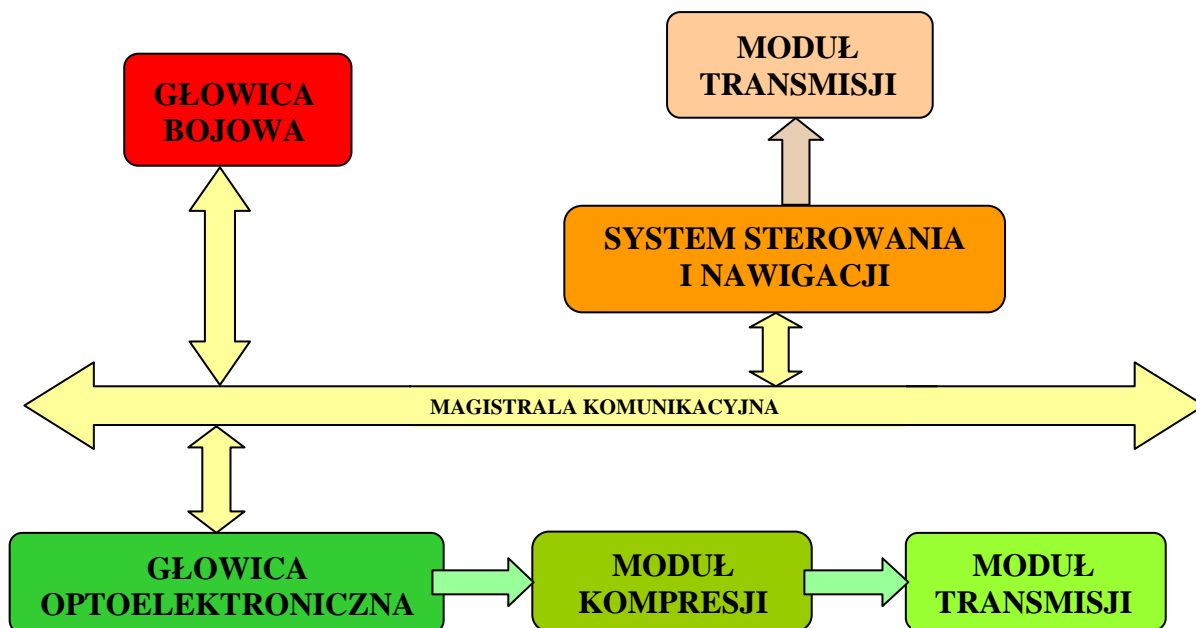 MODUŁ
TRANSMISJI
GŁOWICA
BOJOWA
SYSTEM STEROWANIA
I NAWIGACJI
MAGISTRALA KOMUNIKACYJNA
GŁOWICA
OPTOELEKTRONICZNA
MODUŁ
KOMPRESJI
MODUŁ
TRANSMISJI